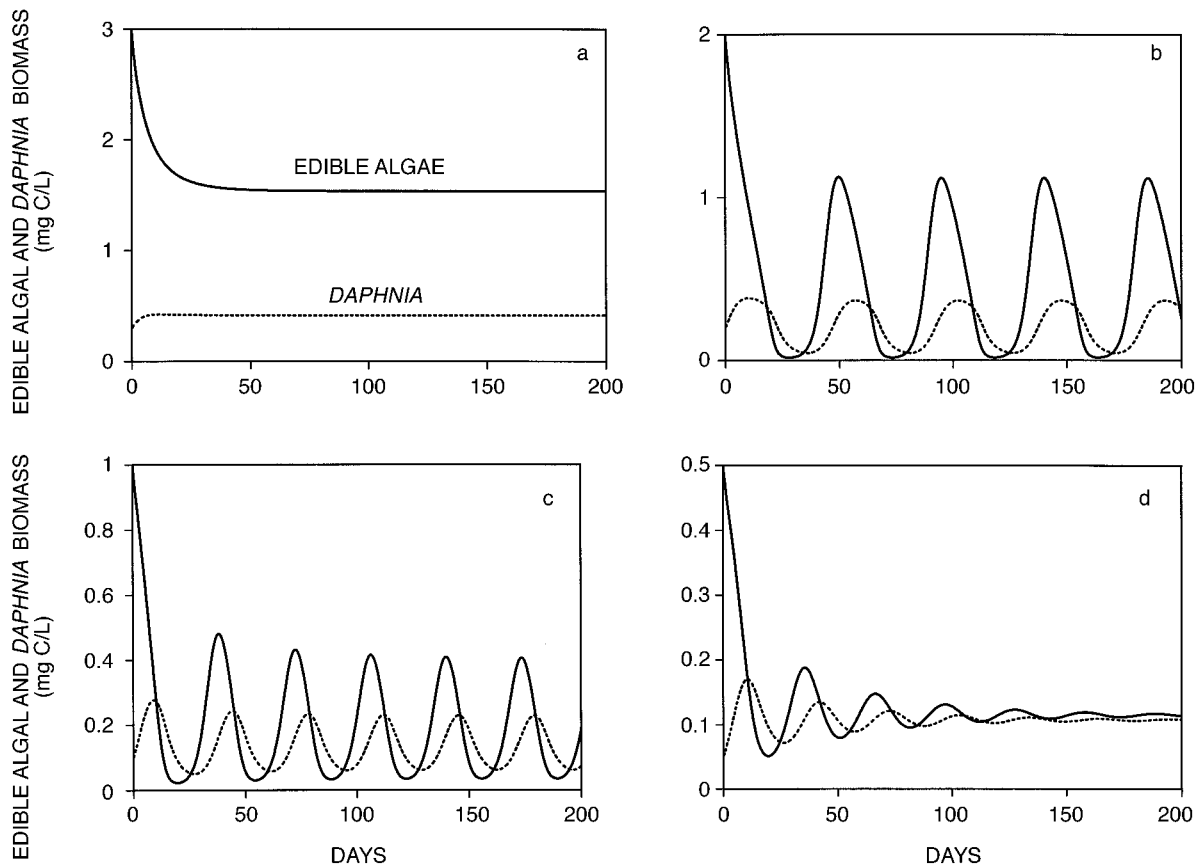 EDIBLE ALGAL AND DAPHNIA BIOMASS
(mg C/L)
3
2
1
0
a
EDIBLE ALGAE
DAPHNIA
0 50 100 150 200
2
1
0
b
0 50 100 150 200
EDIBLE ALGAL AND DAPHNIA BIOMASS
(mg C/L)
1
0.8
0.6
0.4
0.2
0
c
0 50 100 150 200
DAYS
0.5
0.4
0.3
0.2
0.1
0
d
0 50 100 150 200
DAYS